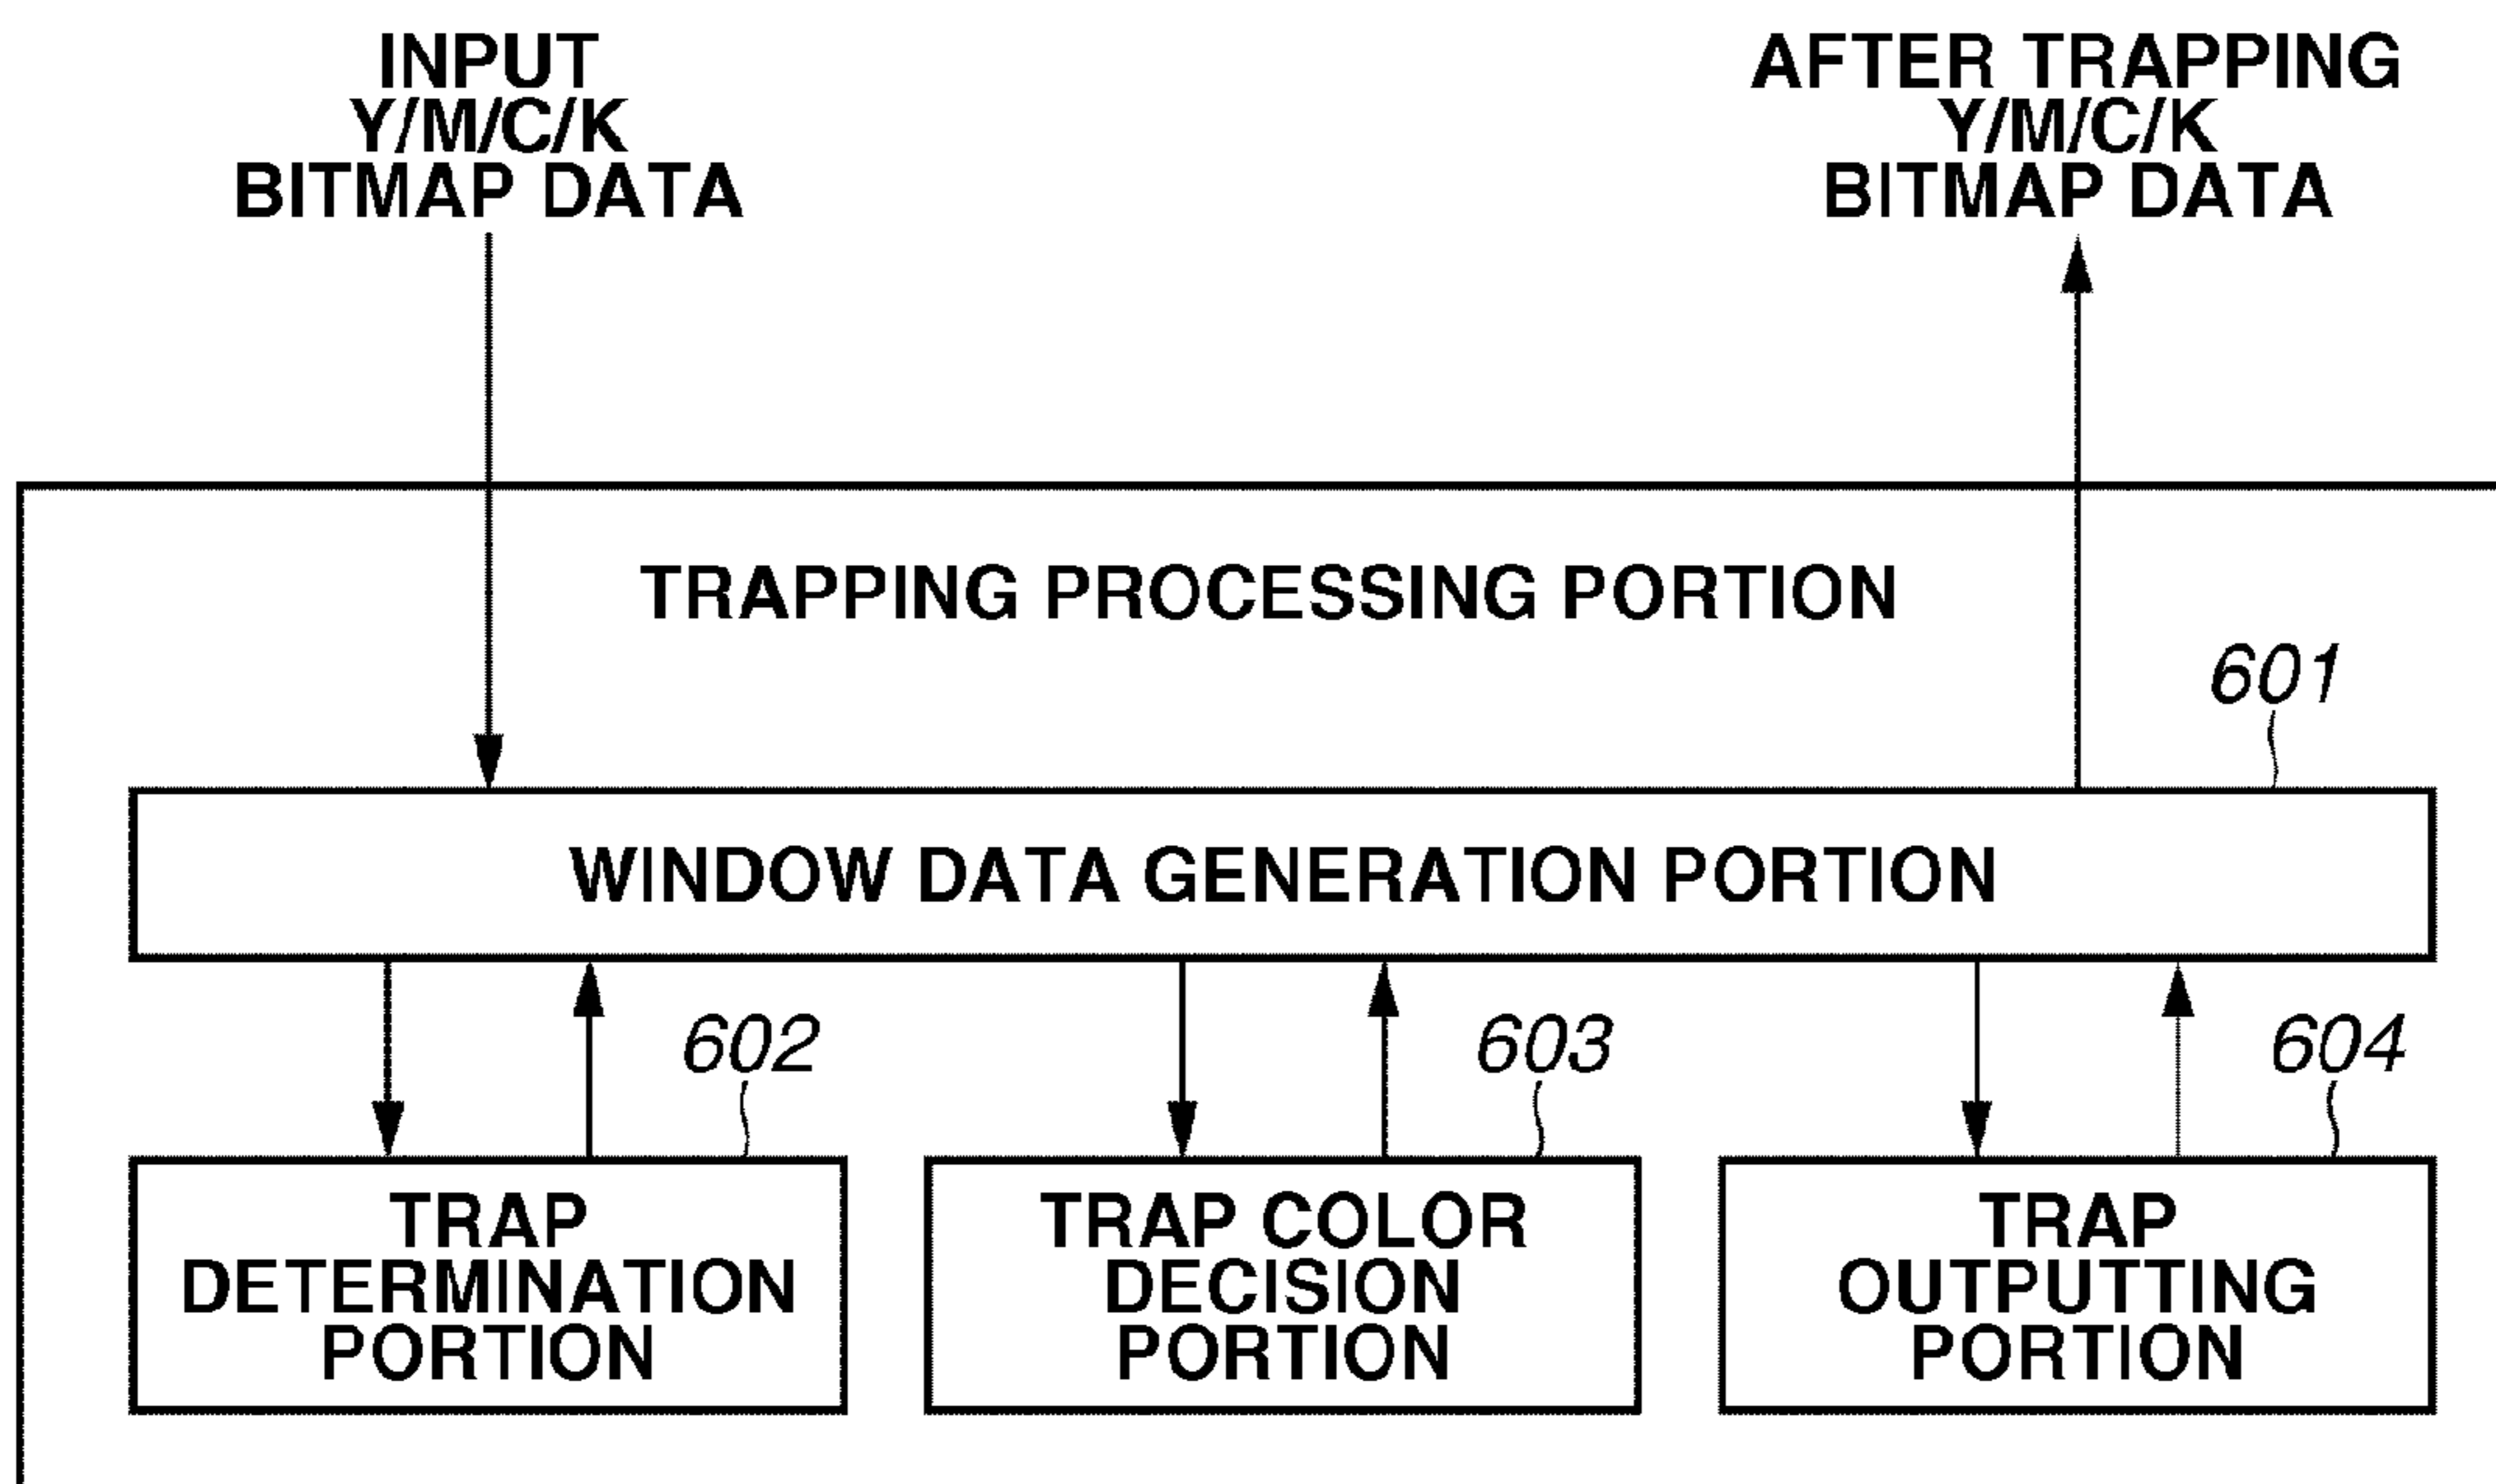 INPUT
Y/M/C/K
BITMAP DATA
AFTER TRAPPING
Y/M/C/K
BITMAP DATA
TRAPPING PROCESSING PORTION
601
WINDOW DATA GENERATION PORTION
602
603
604
TRAP
DETERMINATION
PORTION
TRAP COLOR
DECISION
PORTION
TRAP
OUTPUTTING
PORTION